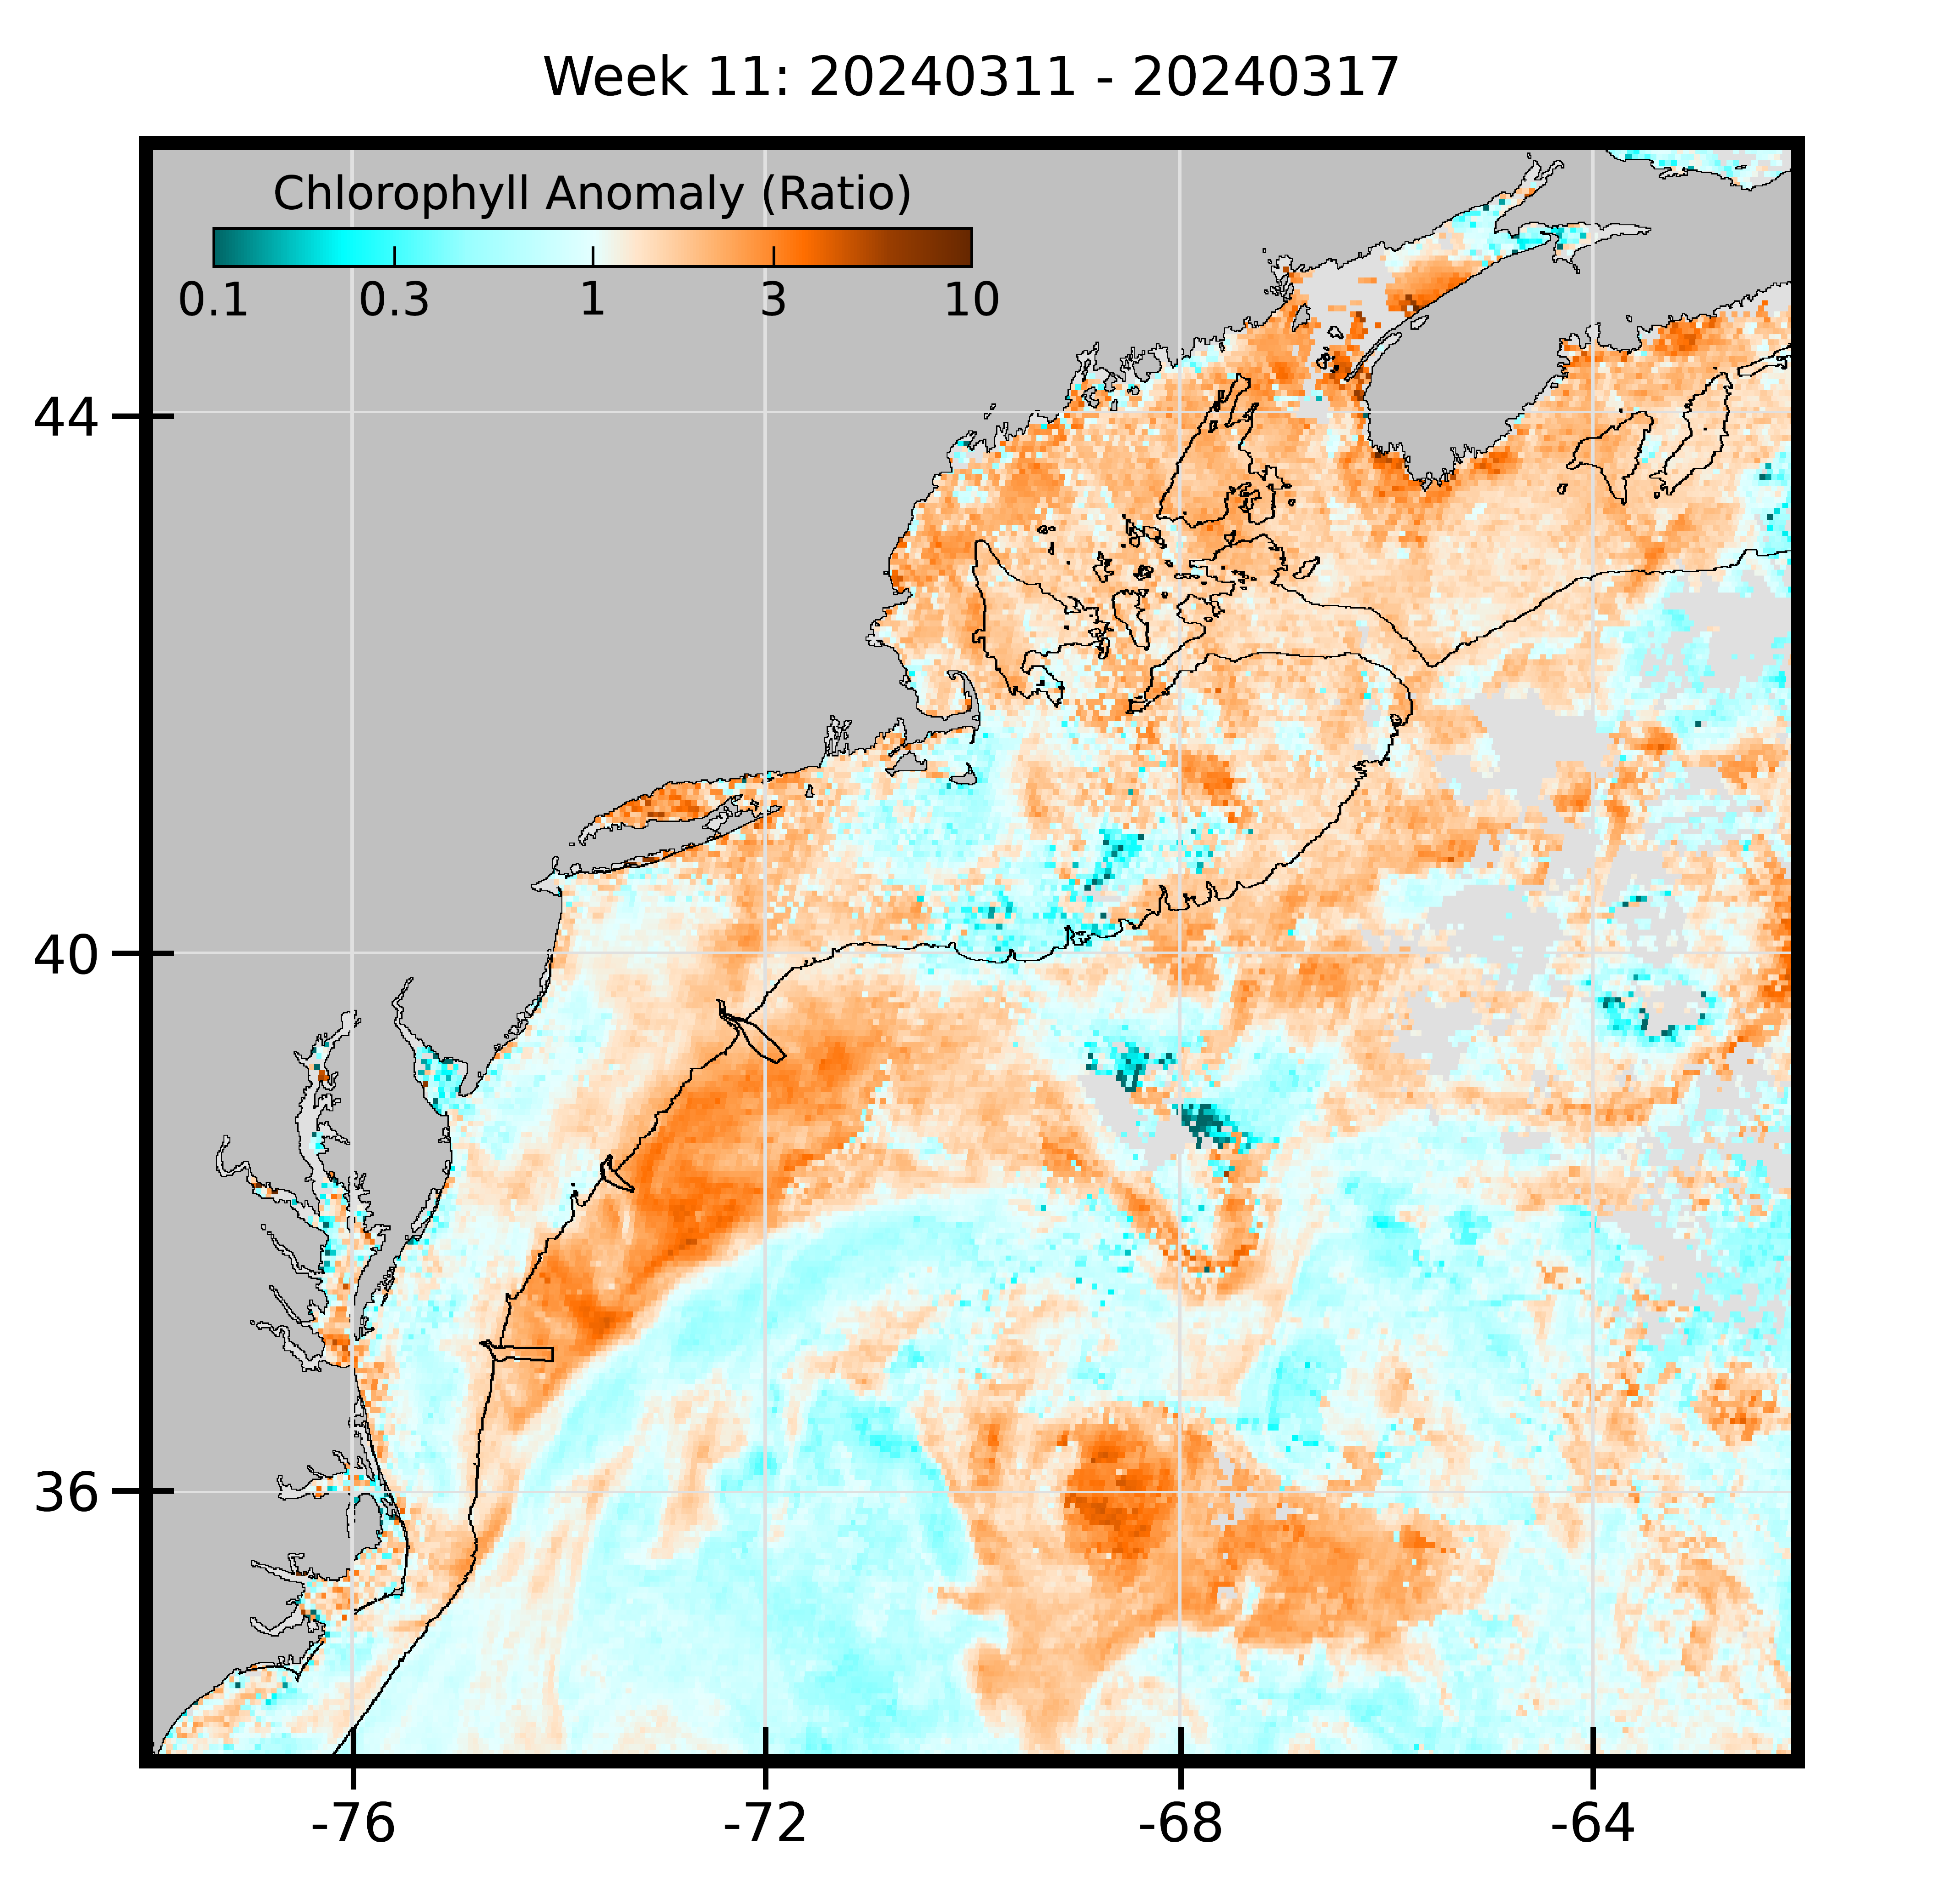 Week 11: 20240311 - 20240317
Chlorophyll Anomaly (Ratio)
0.1 0.3 1 3 10
44
40
36
-76 -72 -68 -64